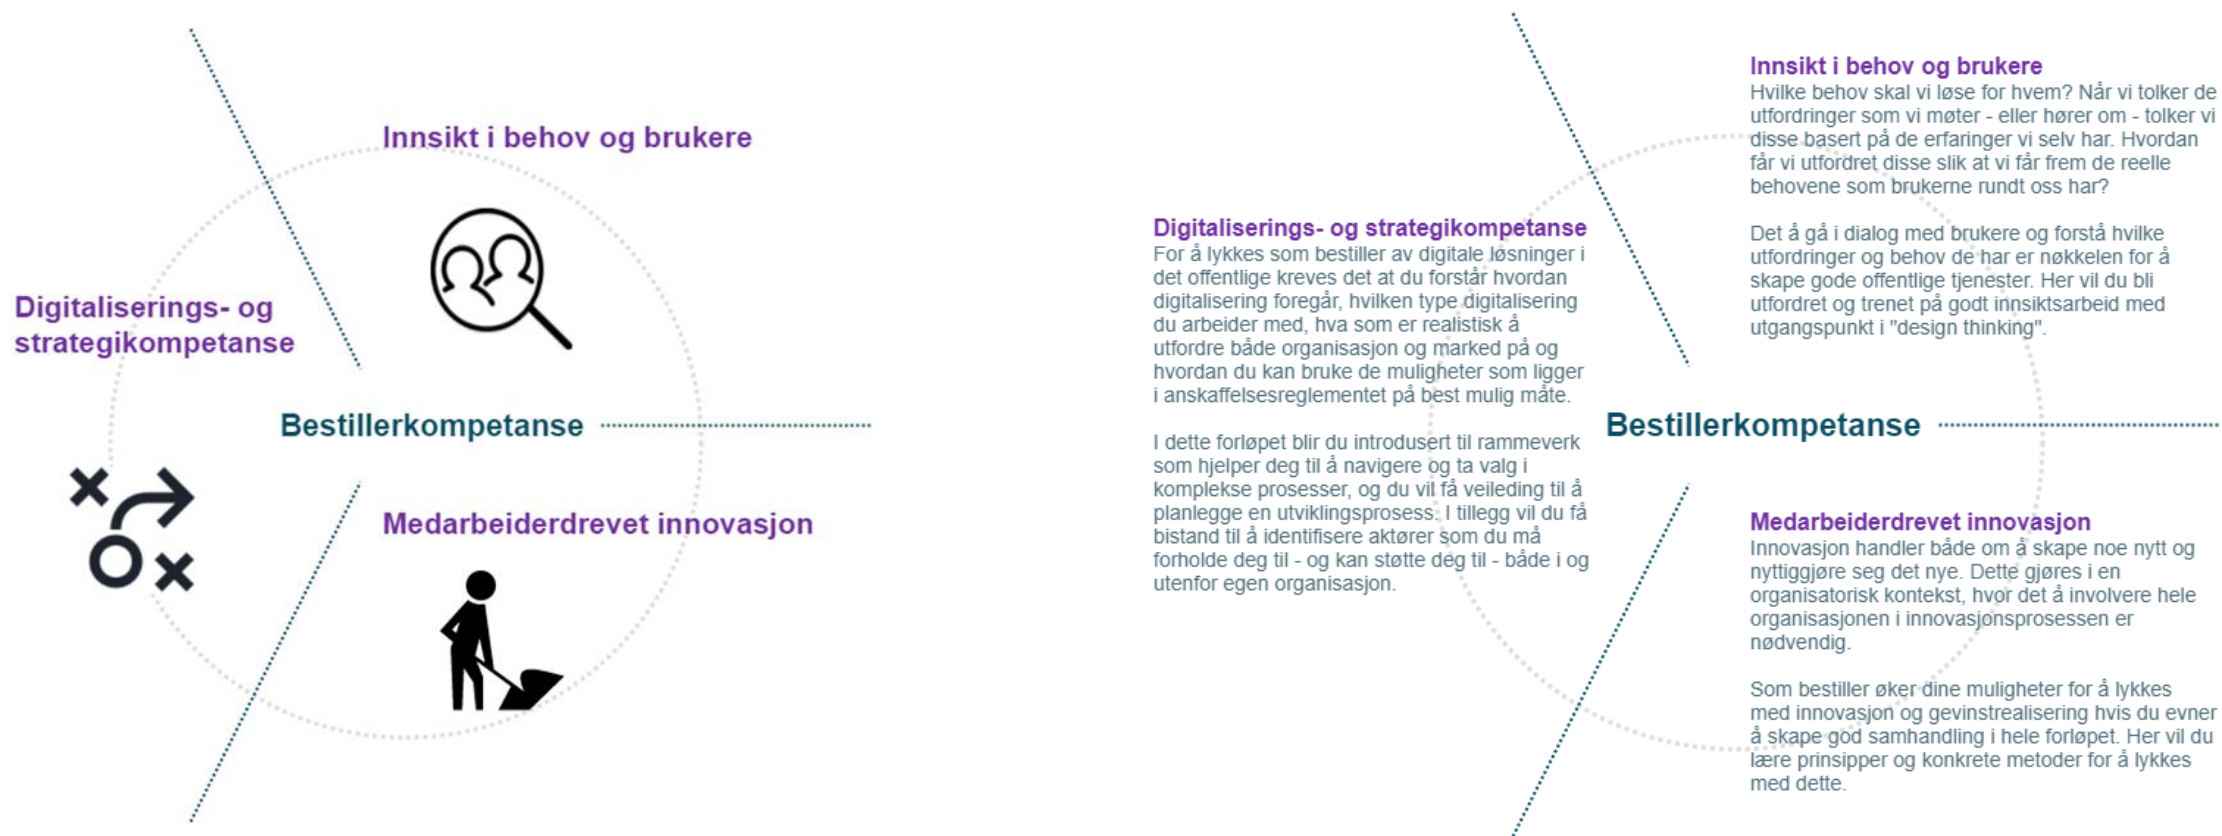 Innsikt i behov og brukere
Digitaliserings- og
strategikompetanse
Bestillerkompetanse
Medarbeiderdrevet innovasjon
Digitaliserings- og strategikompetanse
For å lykkes som bestiller av digitale løsninger i
det offentlige kreves det at du forstår hvordan
digitalisering foregår, hvilken type digitalisering
du arbeider med, hva som er realistisk å
utfordre både organisasjon og marked på og
hvordan du kan bruke de muligheter som ligger
i anskaffelsesreglementet på best mulig måte.
I dette forløpet blir du introdusert til rammeverk
som hjelper deg til å navigere og ta valg i
komplekse prosesser, og du vil få veileding til å
planlegge en utviklingsprosess. I tillegg vil du få
bistand til å identifisere aktører som du må
forholde deg til - og kan støtte deg til - både i og
utenfor egen organisasjon.
Innsikt i behov og brukere
Hvilke behov skal vi løse for hvem? Når vi tolker de
utfordringer som vi møter - eller hører om - tolker vi
disse basert på de erfaringer vi selv har. Hvordan
får vi utfordret disse slik at vi får frem de reelle
behovene som brukerne rundt oss har?
Det å gå i dialog med brukere og forstå hvilke
utfordringer og behov de har er nøkkelen for å
skape gode offentlige tjenester. Her vil du bli
utfordret og trenet på godt innsiktsarbeid med
utgangspunkt i "design thinking".
Bestillerkompetanse
Medarbeiderdrevet innovasjon
Innovasjon handler både om å skape noe nytt og
nyttiggjøre seg det nye. Dette gjøres i en
organisatorisk kontekst, hvor det å involvere hele
organisasjonen i innovasjonsprosessen er
nødvendig.
Som bestiller øker dine muligheter for å lykkes
med innovasjon og gevinstrealisering hvis du evner
å skape god samhandling i hele forløpet. Her vil du
lære prinsipper og konkrete metoder for å lykkes
med dette.